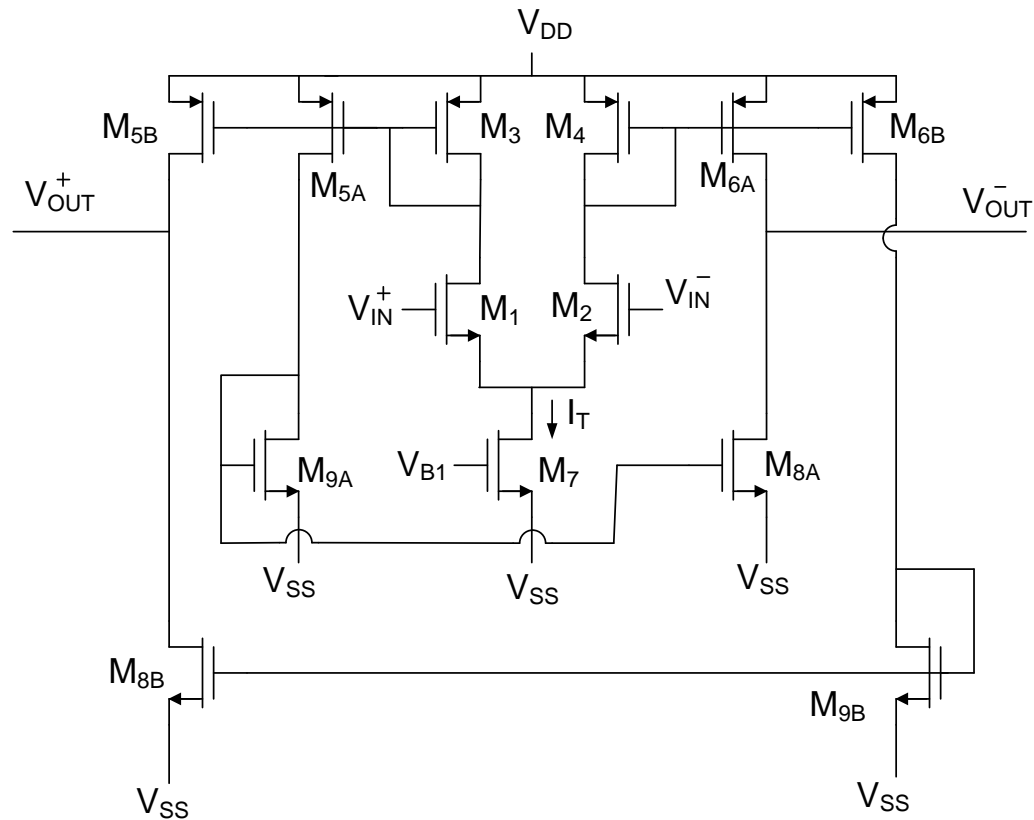 V_DD
M_5B
M_5A
M_3
M_4
M_6A
M_6B
V_OUT^+
V_OUT^−
V_IN^+
M_1
M_2
V_IN^−
I_T
M_9A
V_B1
M_7
M_8A
V_SS
V_SS
V_SS
M_8B
M_9B
V_SS
V_SS